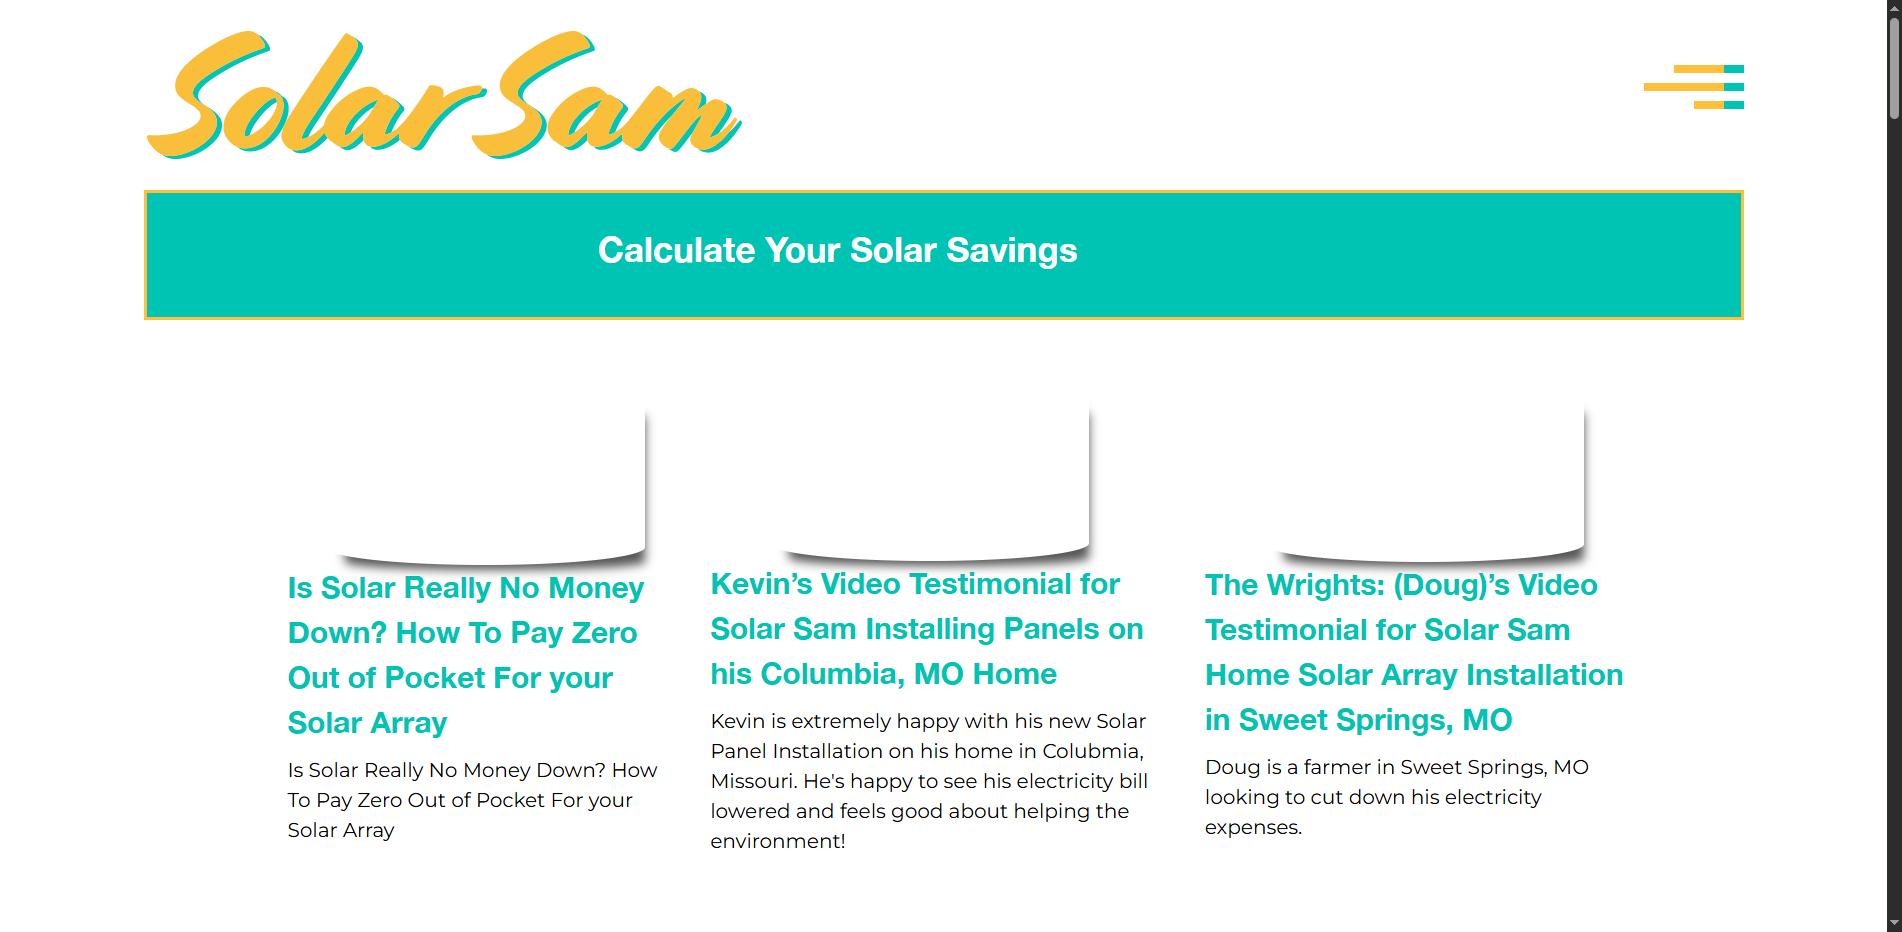 Solar Sam
Calculate Your Solar Savings
Is Solar Really No Money
Down? How To Pay Zero
Out of Pocket For your
Solar Array
Is Solar Really No Money Down? How
To Pay Zero Out of Pocket For your
Solar Array
Kevin’s Video Testimonial for
Solar Sam Installing Panels on
his Columbia, MO Home
Kevin is extremely happy with his new Solar
Panel Installation on his home in Colubmia,
Missouri. He's happy to see his electricity bill
lowered and feels good about helping the
environment!
The Wrights: (Doug)’s Video
Testimonial for Solar Sam
Home Solar Array Installation
in Sweet Springs, MO
Doug is a farmer in Sweet Springs, MO
looking to cut down his electricity
expenses.